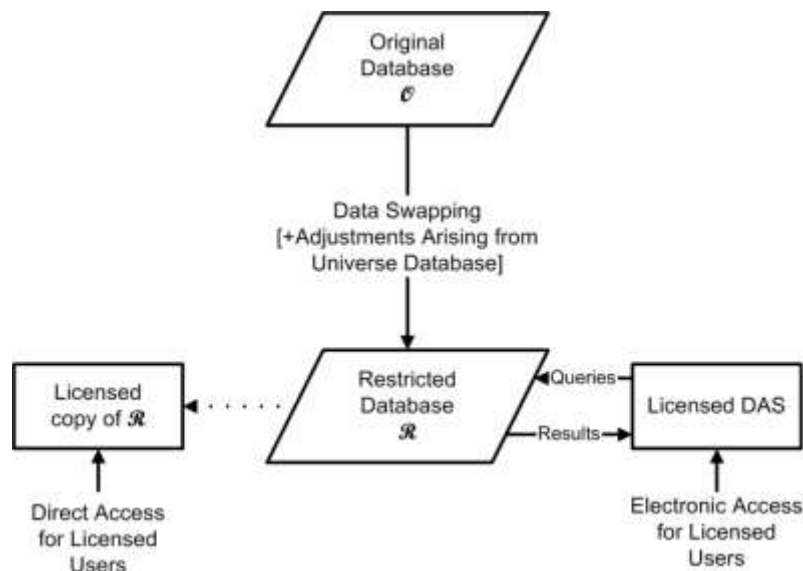 Original
Database
𝒪
Data Swapping
[+Adjustments Arising from
Universe Database]
Licensed
copy of ℛ
Restricted
Database
ℛ
Queries
Results
Licensed DAS
Direct Access
for Licensed
Users
Electronic Access
for Licensed
Users